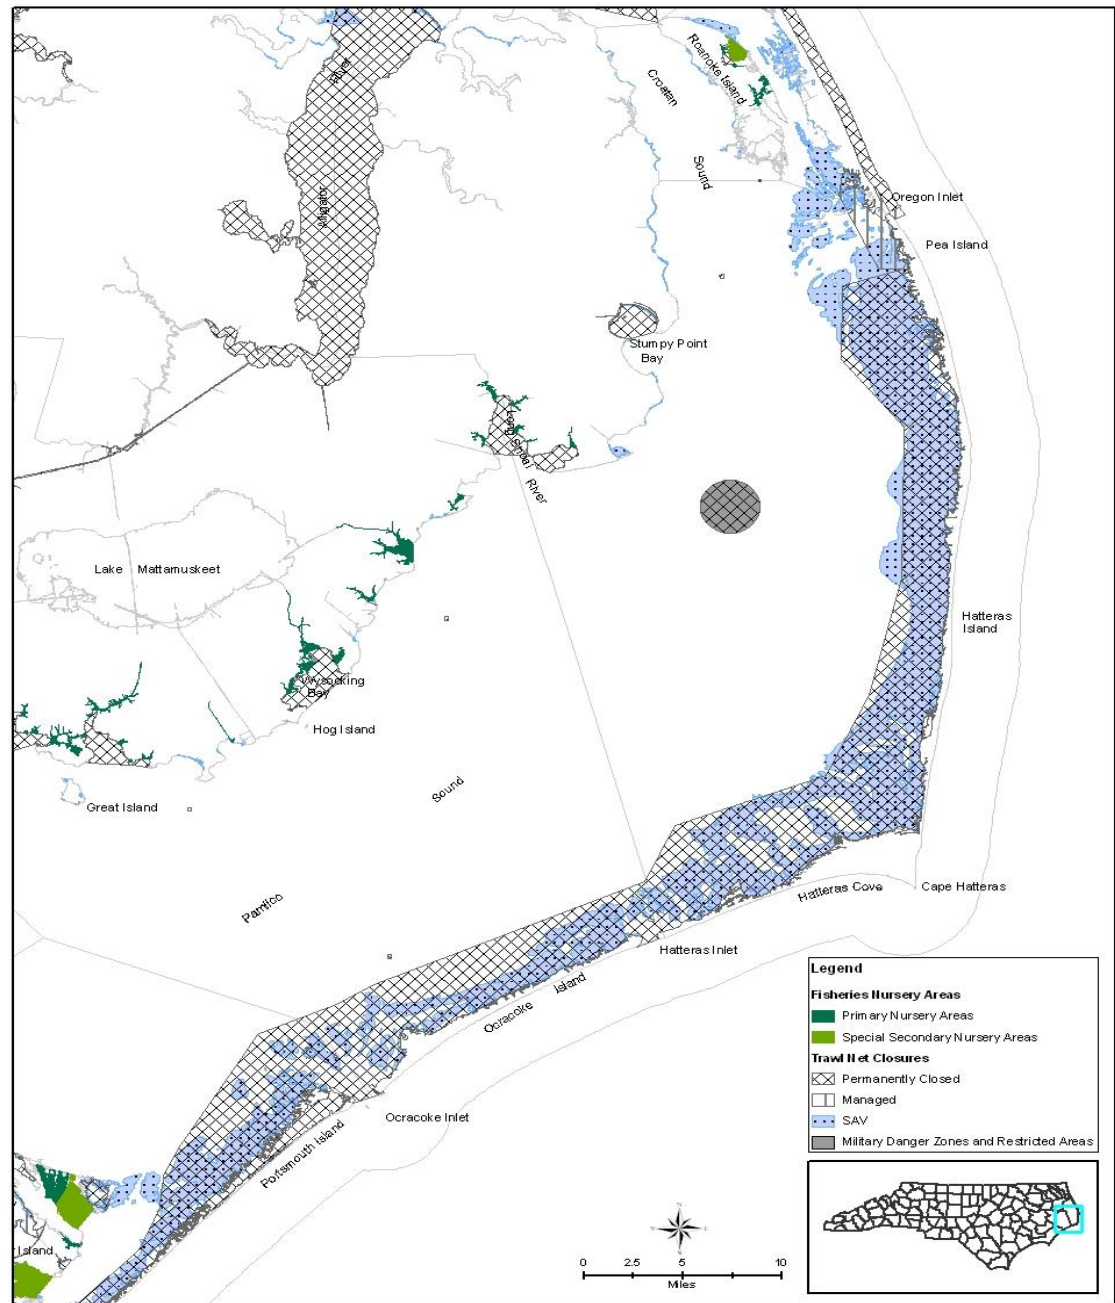 River
Alligator
Croatan
Sound
Roanoke Island
Oregon Inlet
Pea Island
Stumpy Point
Bay
Long Shoal River
Lake Mattamuskeet
Hatteras
Island
Wysocking
Bay
Hog Island
Great Island
Sound
Pamlico
Hatteras Cove
Cape Hatteras
Hatteras Inlet
Ocracoke Island
Ocracoke Inlet
Portsmouth Island
Island
Legend
Fisheries Nursery Areas
Primary Nursery Areas
Special Secondary Nursery Areas
Trawl Net Closures
Permanently Closed
Managed
SAV
Military Danger Zones and Restricted Areas
N
W E
S
0 2.5 5 10
Miles